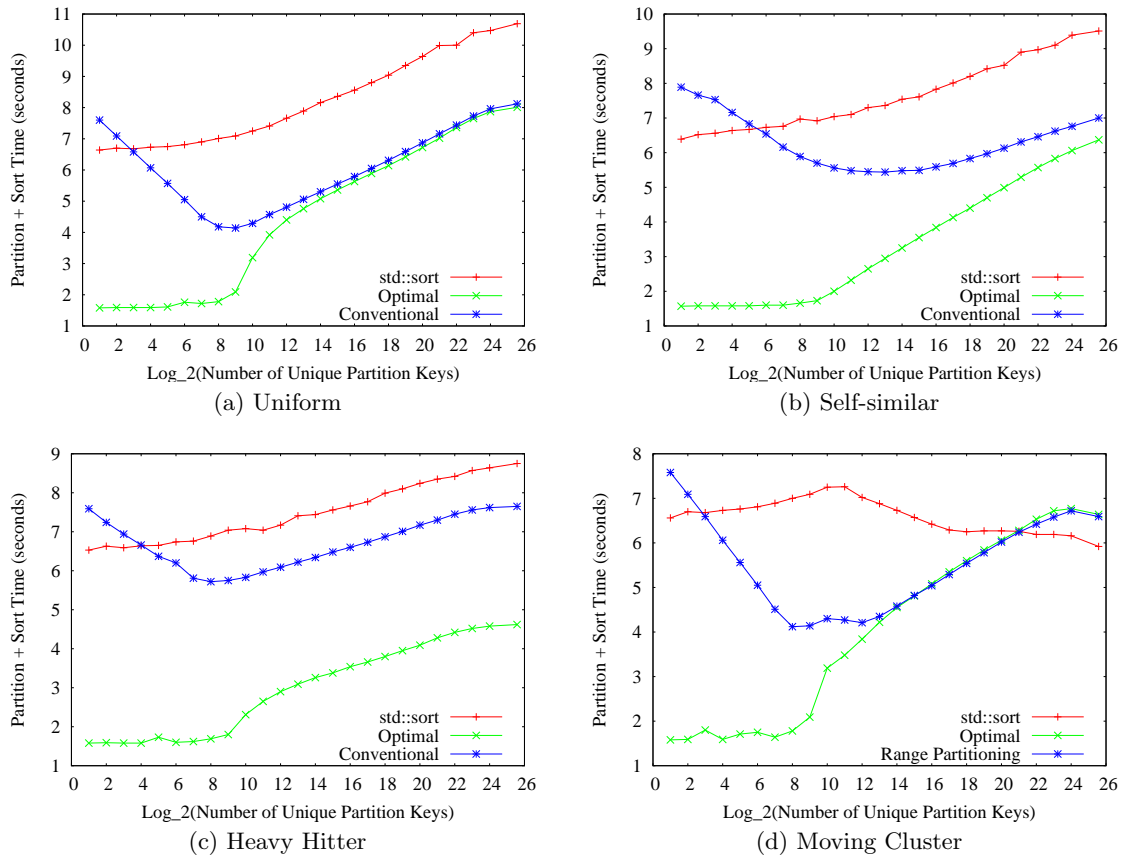 11
10
9
8
7
6
5
4
3
2
1
Partition + Sort Time (seconds)
std::sort
Optimal
Conventional
0 2 4 6 8 10 12 14 16 18 20 22 24 26
Log_2(Number of Unique Partition Keys)
(a) Uniform
10
9
8
7
6
5
4
3
2
1
Partition + Sort Time (seconds)
std::sort
Optimal
Conventional
0 2 4 6 8 10 12 14 16 18 20 22 24 26
Log_2(Number of Unique Partition Keys)
(b) Self-similar
9
8
7
6
5
4
3
2
1
Partition + Sort Time (seconds)
std::sort
Optimal
Conventional
0 2 4 6 8 10 12 14 16 18 20 22 24 26
Log_2(Number of Unique Partition Keys)
(c) Heavy Hitter
8
7
6
5
4
3
2
1
Partition + Sort Time (seconds)
std::sort
Optimal
Range Partitioning
0 2 4 6 8 10 12 14 16 18 20 22 24 26
Log_2(Number of Unique Partition Keys)
(d) Moving Cluster